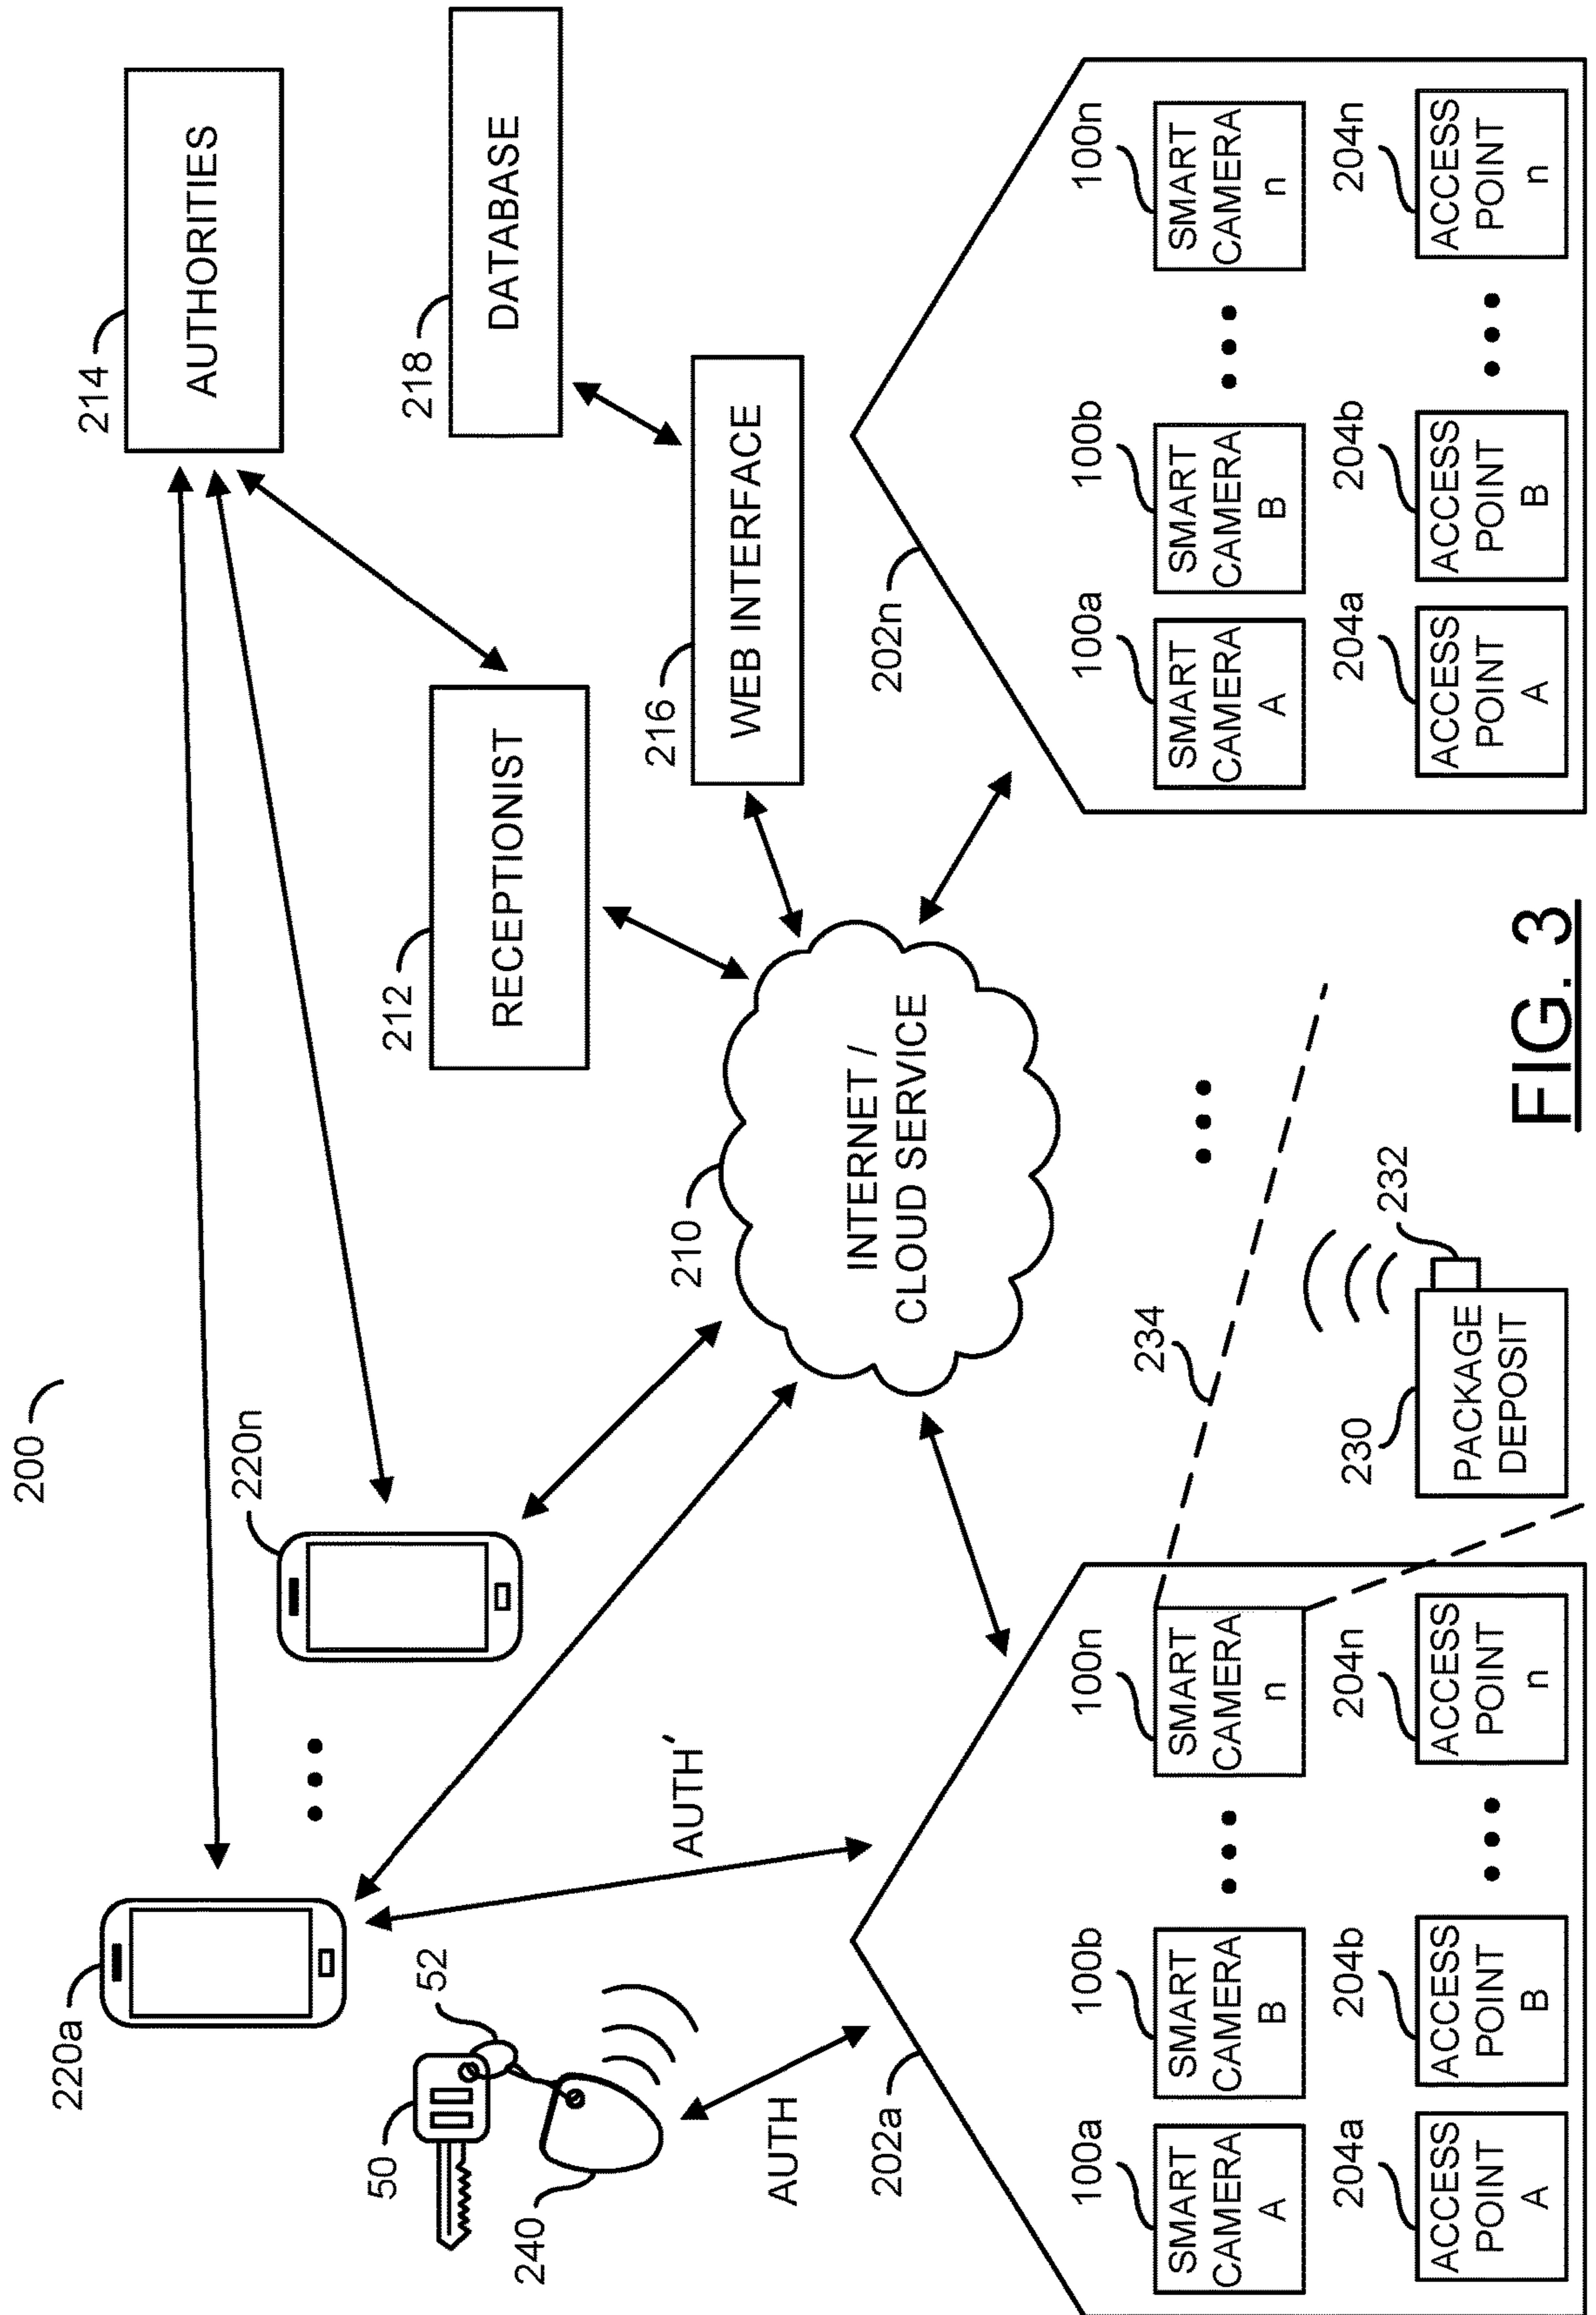 200
214
AUTHORITIES
220a
220n
212
RECEPTIONIST
218
DATABASE
50
52
240
AUTH
AUTH'
210
INTERNET /
CLOUD SERVICE
216
WEB INTERFACE
202a
100a
SMART
CAMERA
A
100b
SMART
CAMERA
B
100n
SMART
CAMERA
n
204a
ACCESS
POINT
A
204b
ACCESS
POINT
B
204n
ACCESS
POINT
n
234
230
PACKAGE
DEPOSIT
232
202n
100a
SMART
CAMERA
A
100b
SMART
CAMERA
B
100n
SMART
CAMERA
n
204a
ACCESS
POINT
A
204b
ACCESS
POINT
B
204n
ACCESS
POINT
n
FIG. 3